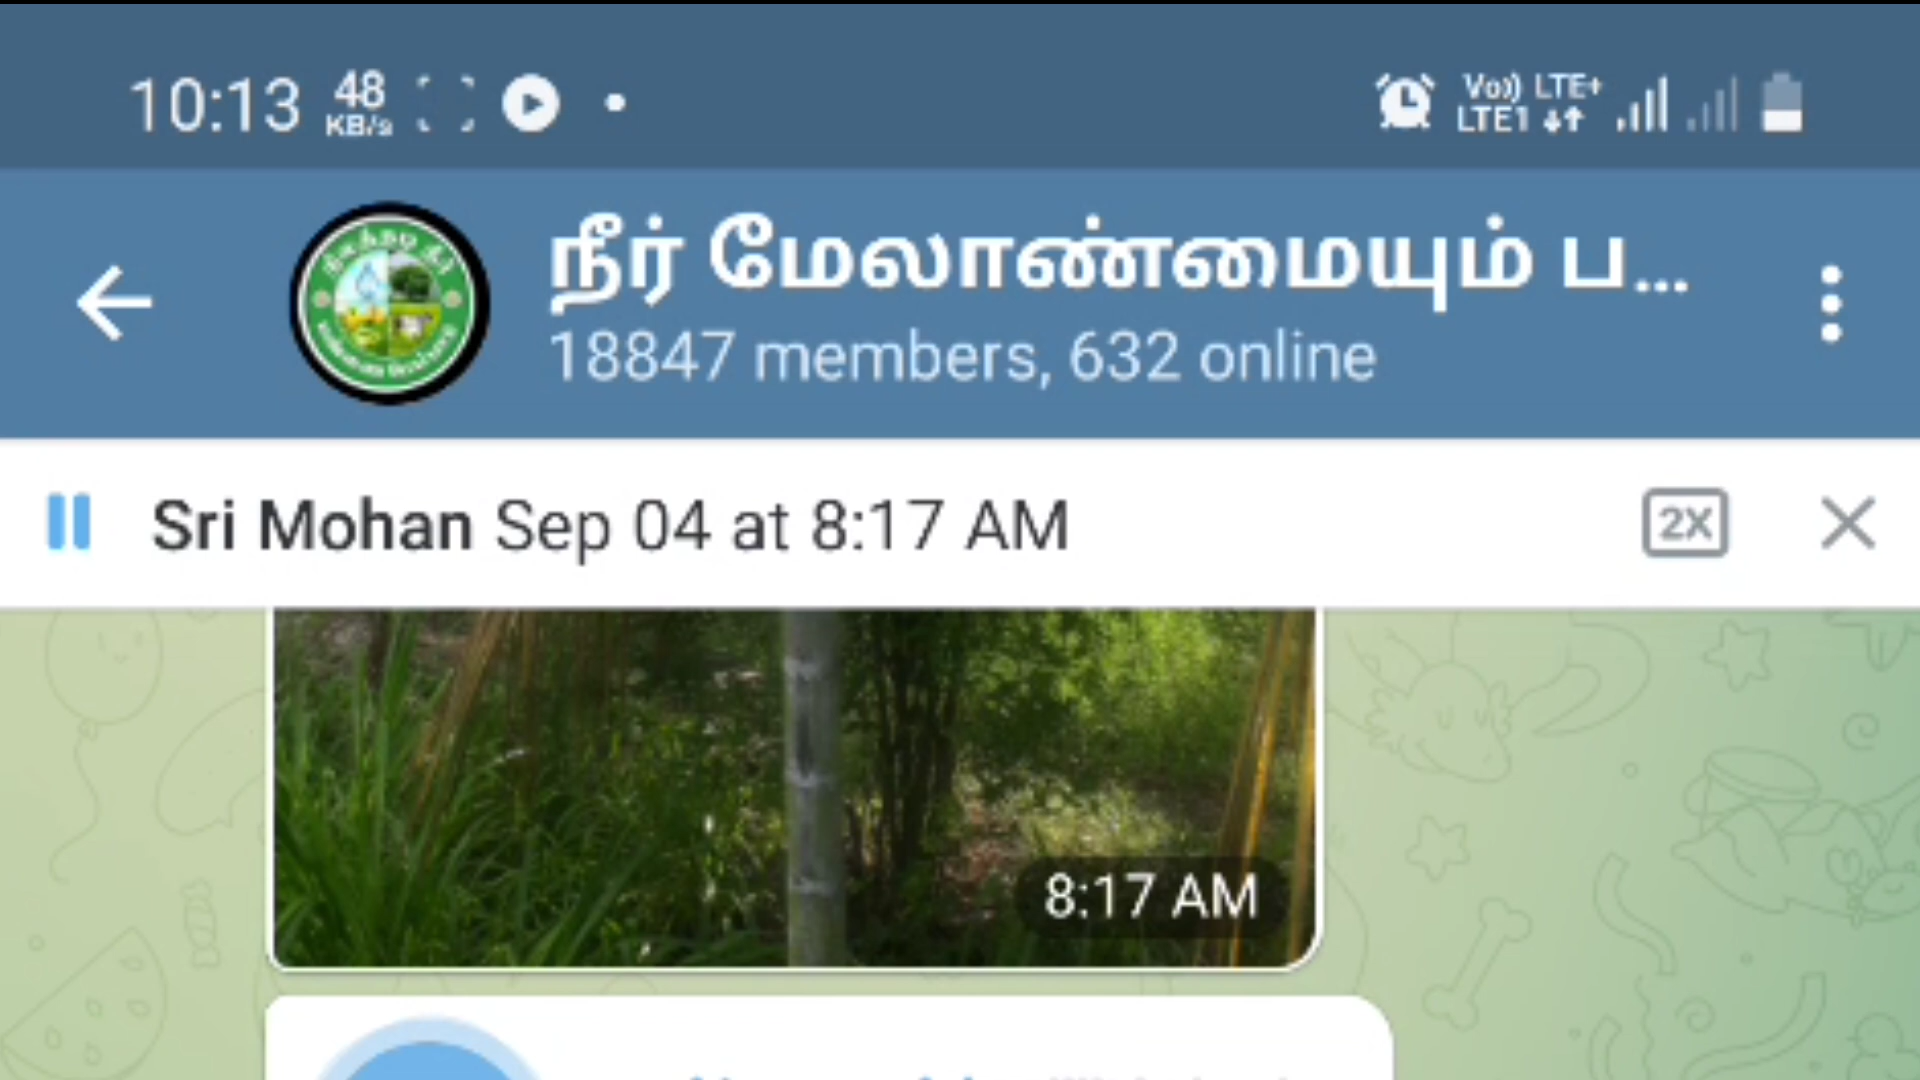 10:13 48 KB/s Vo)) LTE+ LTE1
நீர் மேலாண்மையும் ப...
18847 members, 632 online
Sri Mohan Sep 04 at 8:17 AM 2X
8:17 AM